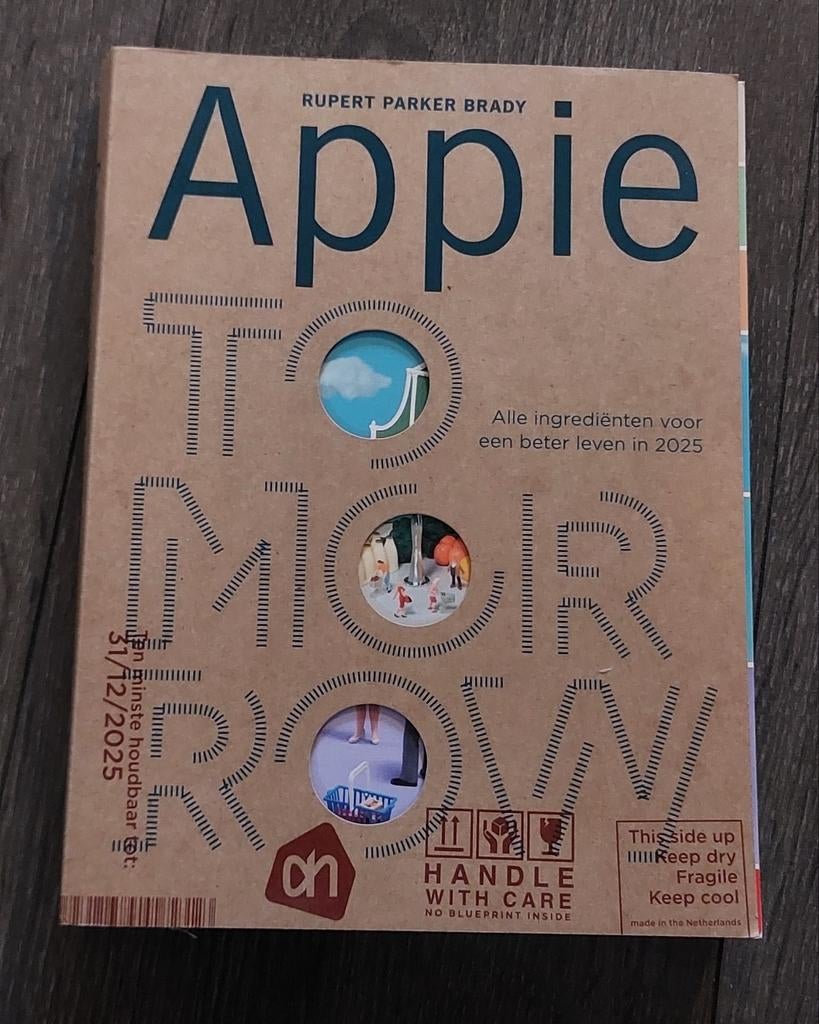 RUPERT PARKER BRADY
Appie
TO
Alle ingrediënten voor
een beter leven in 2025
MOR
ROW
Ten minste houdbaar tot:
31/12/2025
ah
HANDLE
WITH CARE
NO BLUEPRINT INSIDE
This side up
Keep dry
Fragile
Keep cool
made in the Netherlands